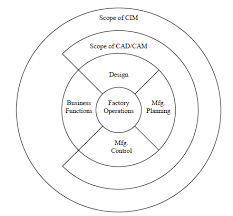 Scope of CIM
Scope of CAD/CAM
Design
Business
Functions
Factory
Operations
Mfg.
Planning
Mfg.
Control